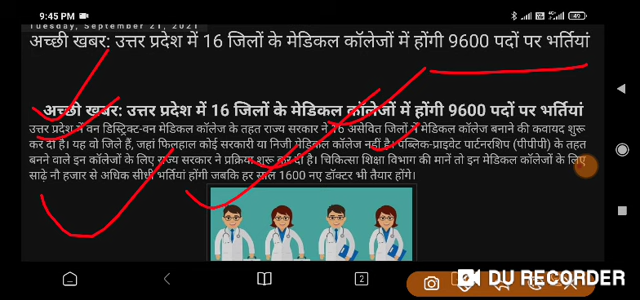 9:45 PM
49
Tuesday, September 21, 2021
अच्छी खबर: उत्तर प्रदेश में 16 जिलों के मेडिकल कॉलेजों में होंगी 9600 पदों पर भर्तियां
अच्छी खबर: उत्तर प्रदेश में 16 जिलों के मेडिकल कॉलेजों में होंगी 9600 पदों पर भर्तियां
उत्तर प्रदेश में वन डिस्ट्रिक्ट-वन मेडिकल कॉलेज के तहत राज्य सरकार ने 16 असेवित जिलों में मेडिकल कॉलेज बनाने की कवायद शुरू
कर दी है। यह वो जिले हैं, जहां फिलहाल कोई सरकारी या निजी मेडिकल कॉलेज नहीं है। पब्लिक-प्राइवेट पार्टनरशिप (पीपीपी) के तहत
बनने वाले इन कॉलेजों के लिए राज्य सरकार ने प्रक्रिया शुरू कर दी है। चिकित्सा शिक्षा विभाग की मानें तो इन मेडिकल कॉलेजों के लिए
साढ़े नौ हजार से अधिक सीधी भर्तियां होंगी जबकि हर साल 1600 नए डॉक्टर भी तैयार होंगे।
2
DU RECORDER